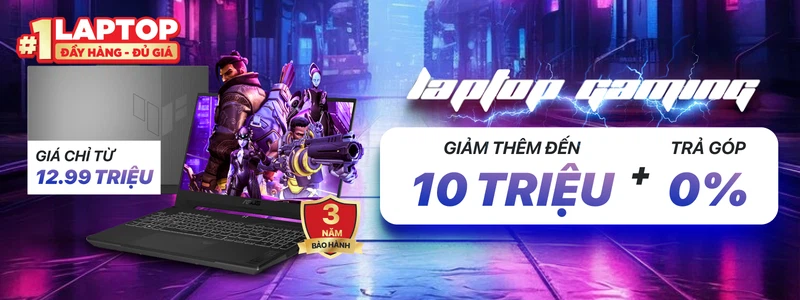 #1 LAPTOP
ĐẦY HÀNG - ĐỦ GIÁ
GIÁ CHỈ TỪ
12.99 TRIỆU
3
NĂM
BẢO HÀNH
laptop gaming
GIẢM THÊM ĐẾN
10 TRIỆU
+
TRẢ GÓP
0%